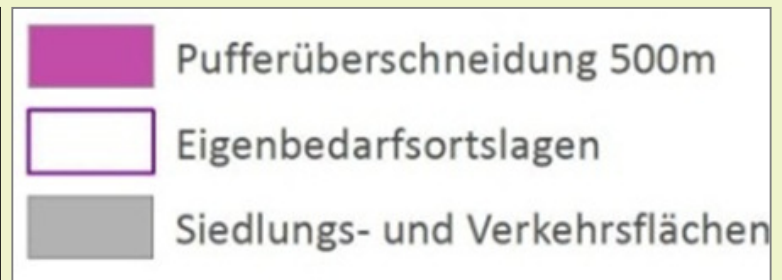 Pufferüberschneidung 500m
Eigenbedarfsortslagen
Siedlungs- und Verkehrsflächen